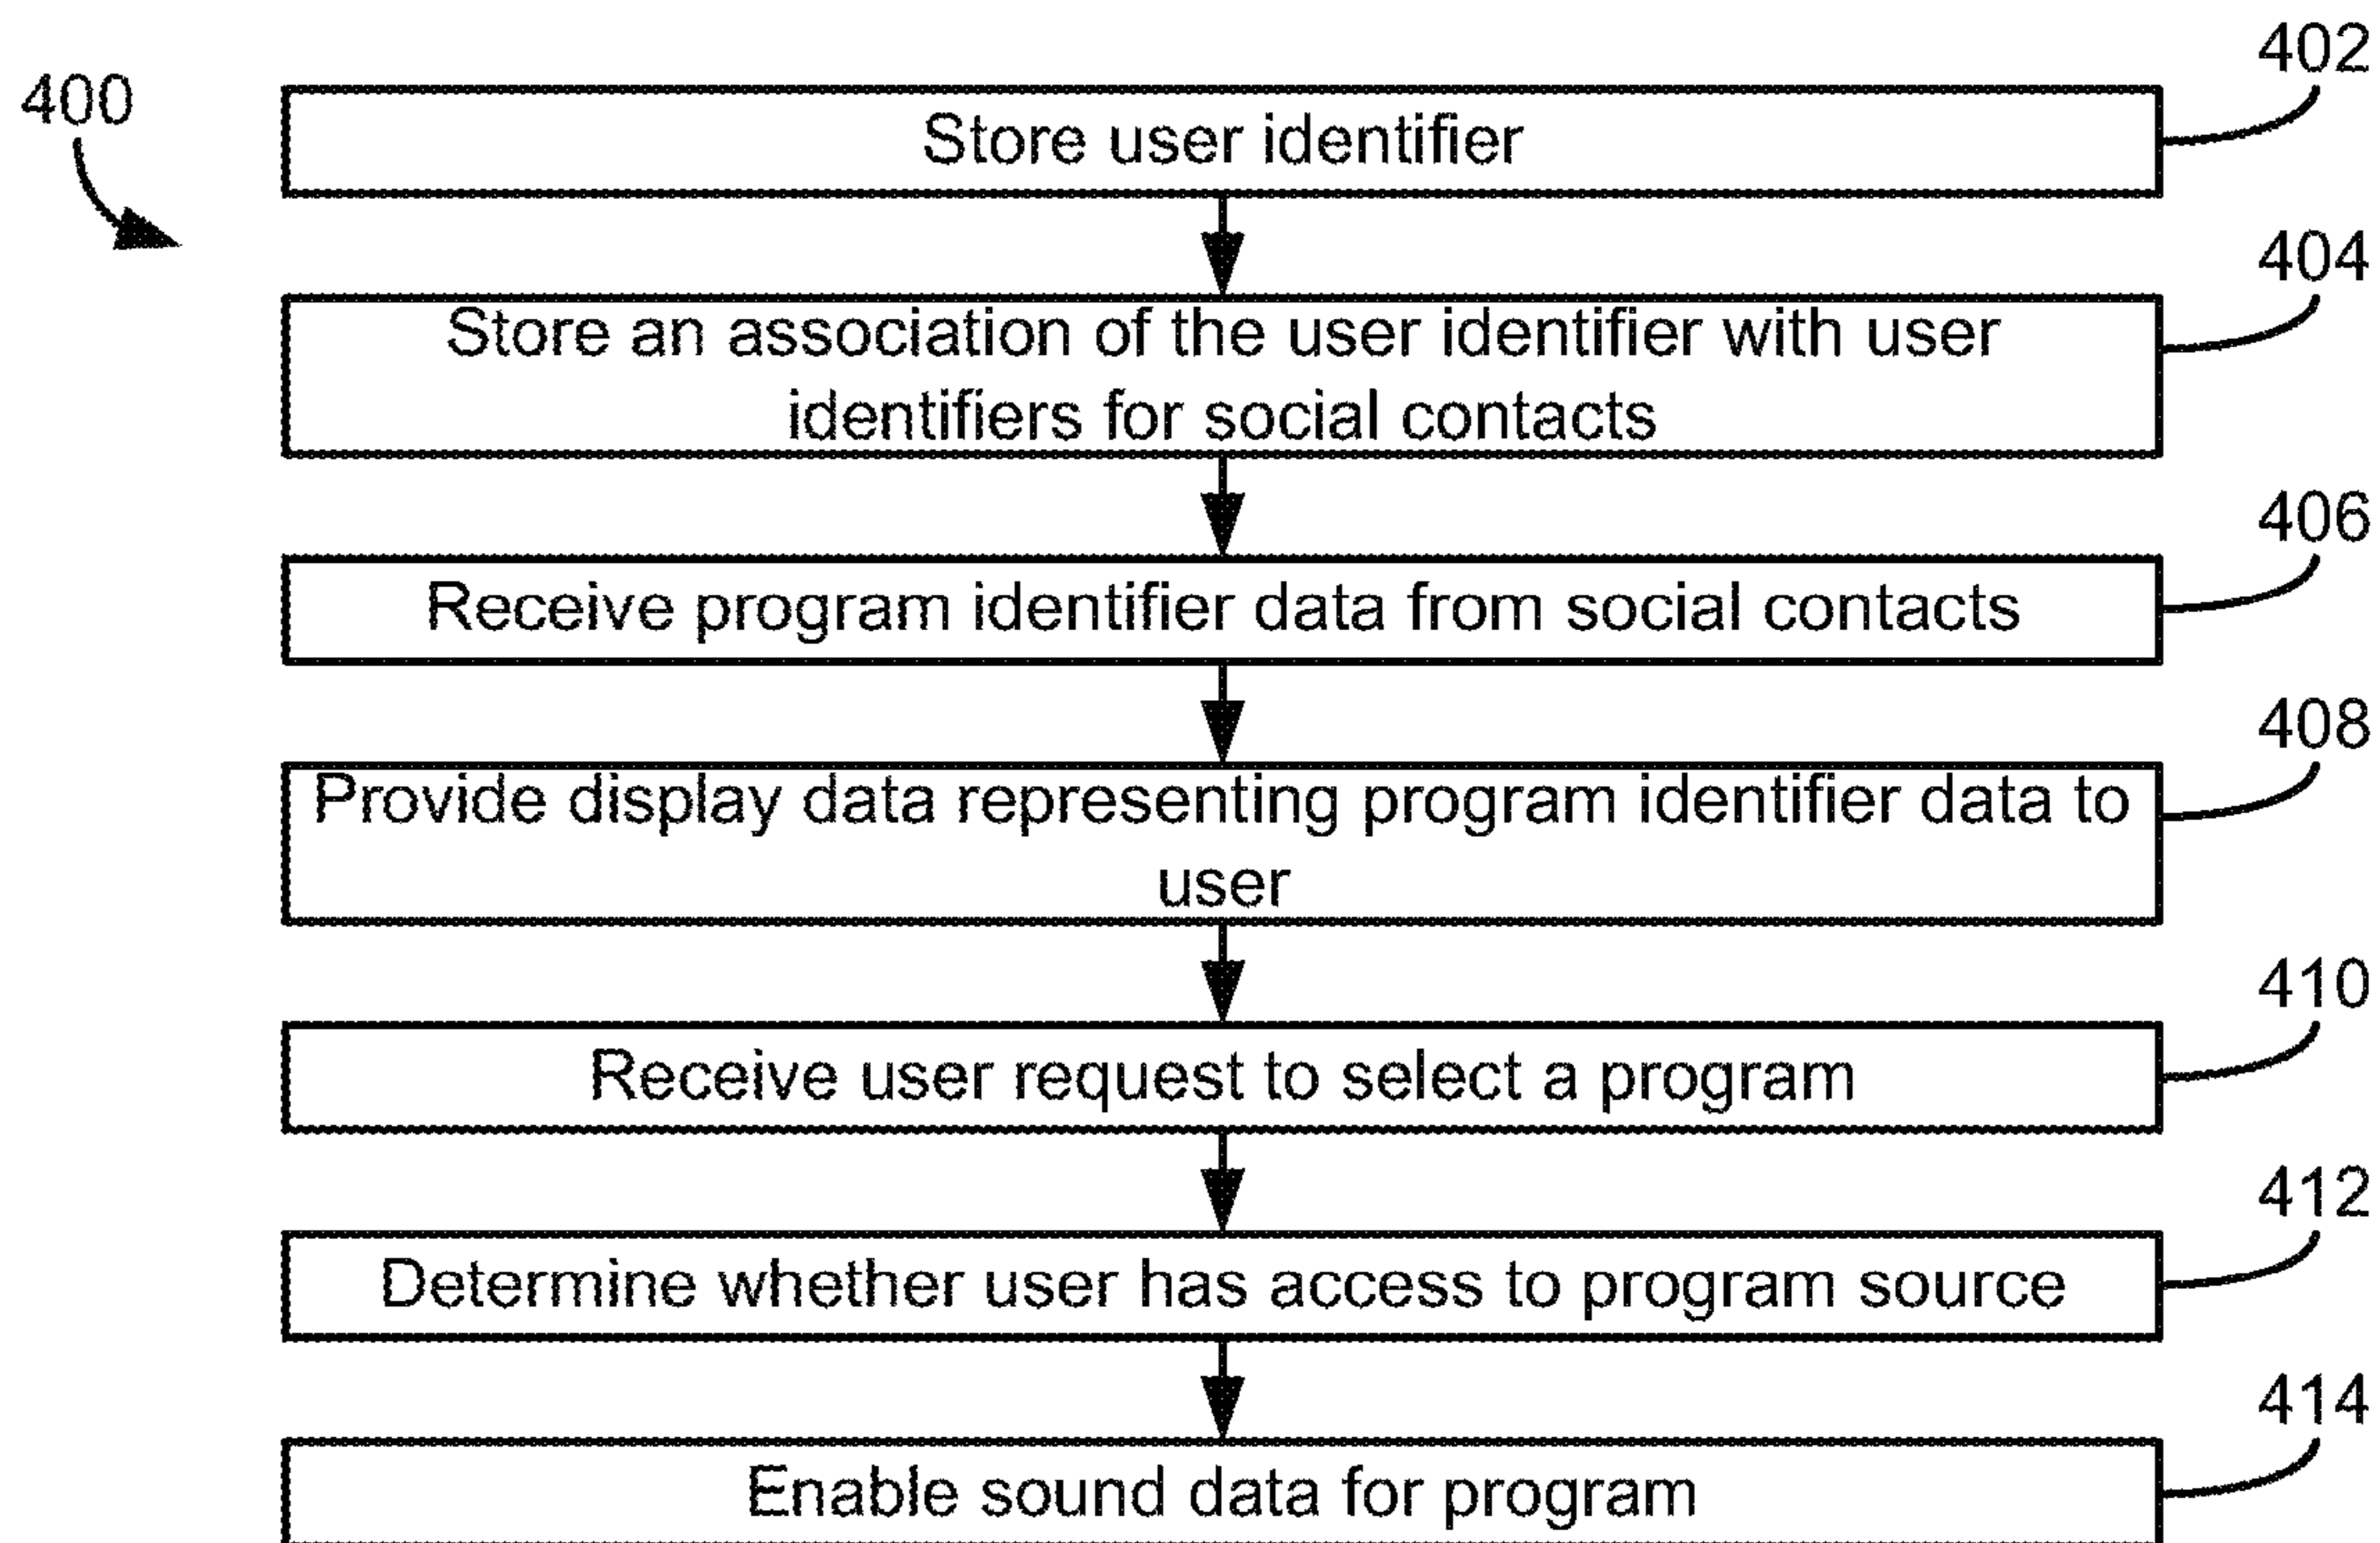 402
400
Store user identifier
404
Store an association of the user identifier with user
identifiers for social contacts
406
Receive program identifier data from social contacts
408
Provide display data representing program identifier data to
user
410
Receive user request to select a program
412
Determine whether user has access to program source
414
Enable sound data for program